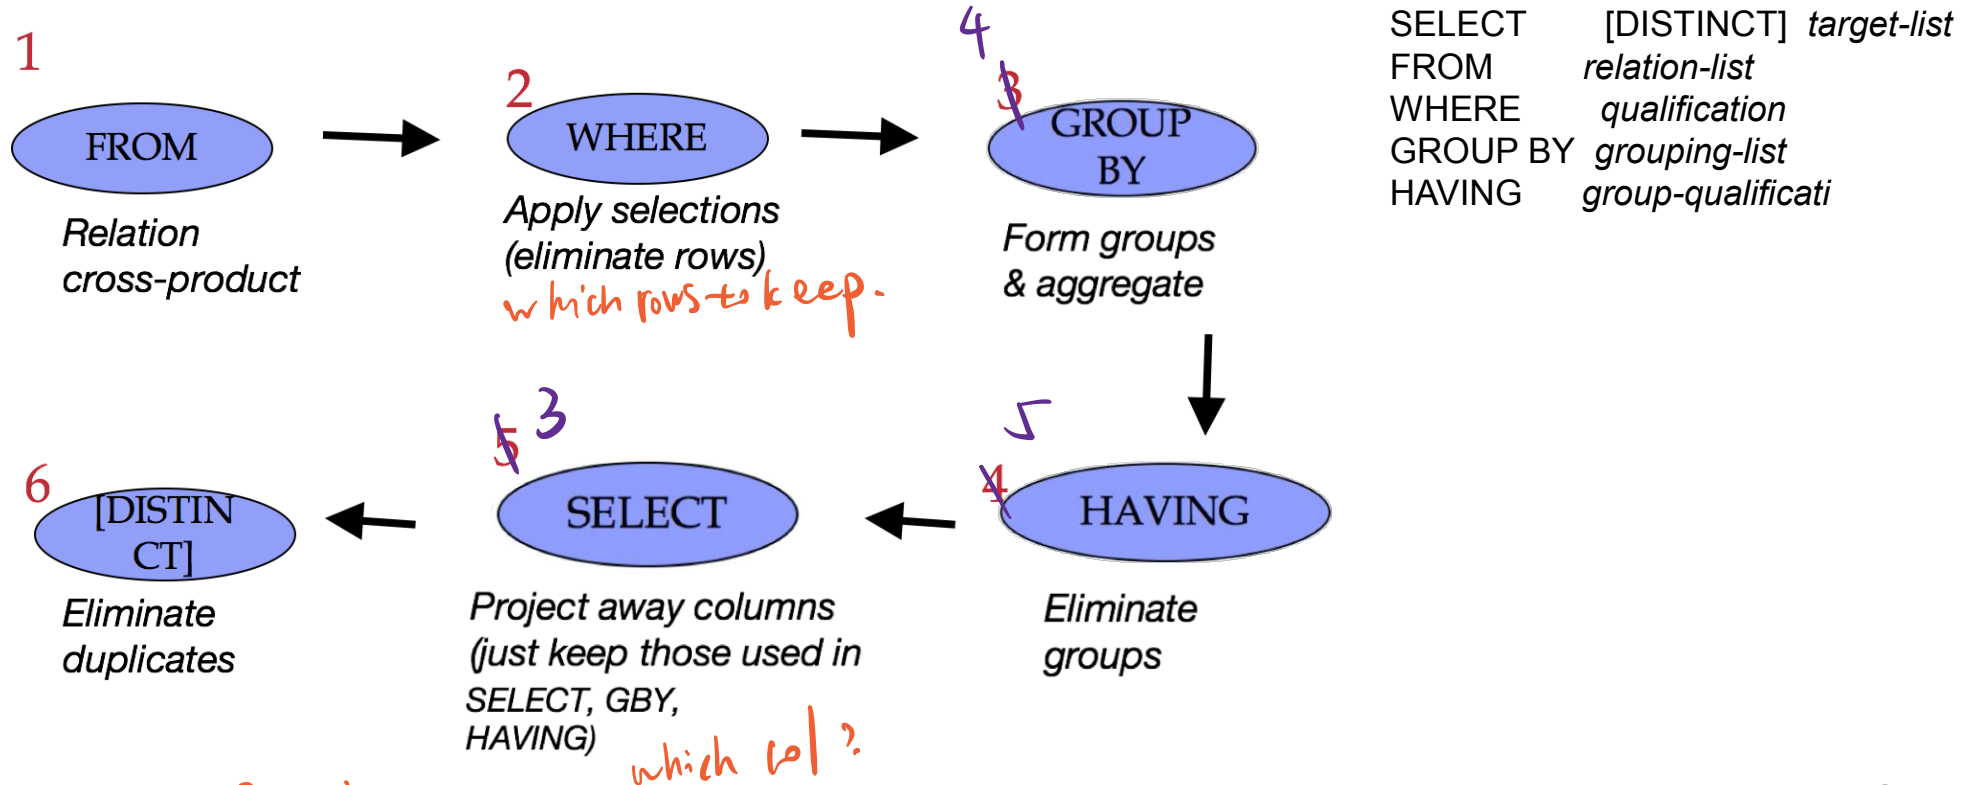 1
FROM
Relation
cross-product
2
WHERE
Apply selections
(eliminate rows)
which rows to keep.
4
3
GROUP
BY
Form groups
& aggregate
SELECT [DISTINCT] target-list
FROM relation-list
WHERE qualification
GROUP BY grouping-list
HAVING group-qualificati
5
4
HAVING
Eliminate
groups
5 3
SELECT
Project away columns
(just keep those used in
SELECT, GBY,
HAVING)
which col?
6
[DISTIN
CT]
Eliminate
duplicates